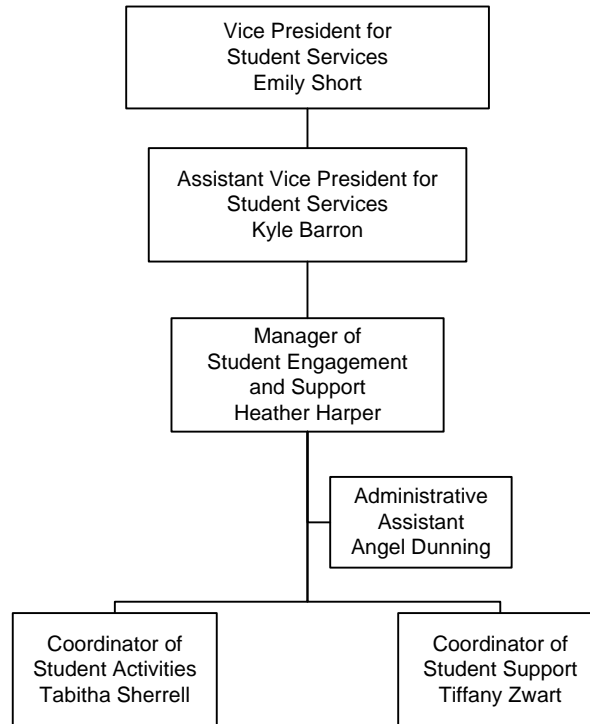 Vice President for
Student Services
Emily Short
Assistant Vice President for
Student Services
Kyle Barron
Manager of
Student Engagement
and Support
Heather Harper
Administrative
Assistant
Angel Dunning
Coordinator of
Student Activities
Tabitha Sherrell
Coordinator of
Student Support
Tiffany Zwart